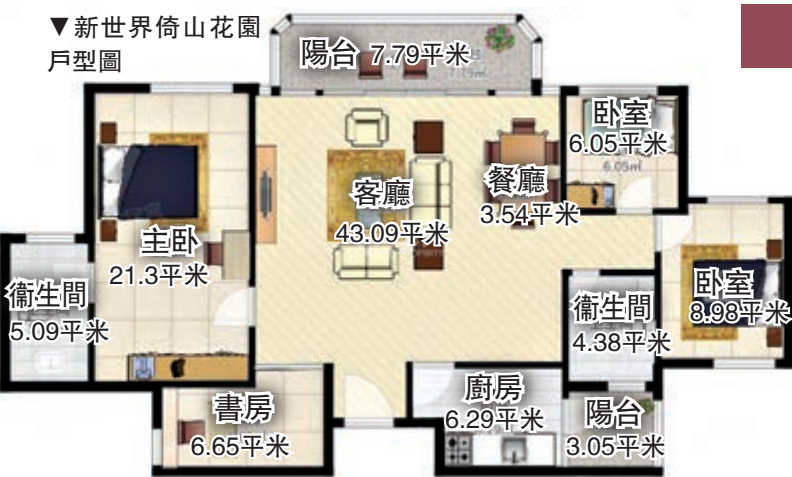 ▼新世界倚山花園
戶型圖
陽台 7.79平米
卧室
6.05平米
6.05㎡
客廳
43.09平米
餐廳
3.54平米
主卧
21.3平米
衞生間
5.09平米
卧室
8.98平米
衞生間
4.38平米
書房
6.65平米
廚房
6.29平米
陽台
3.05平米